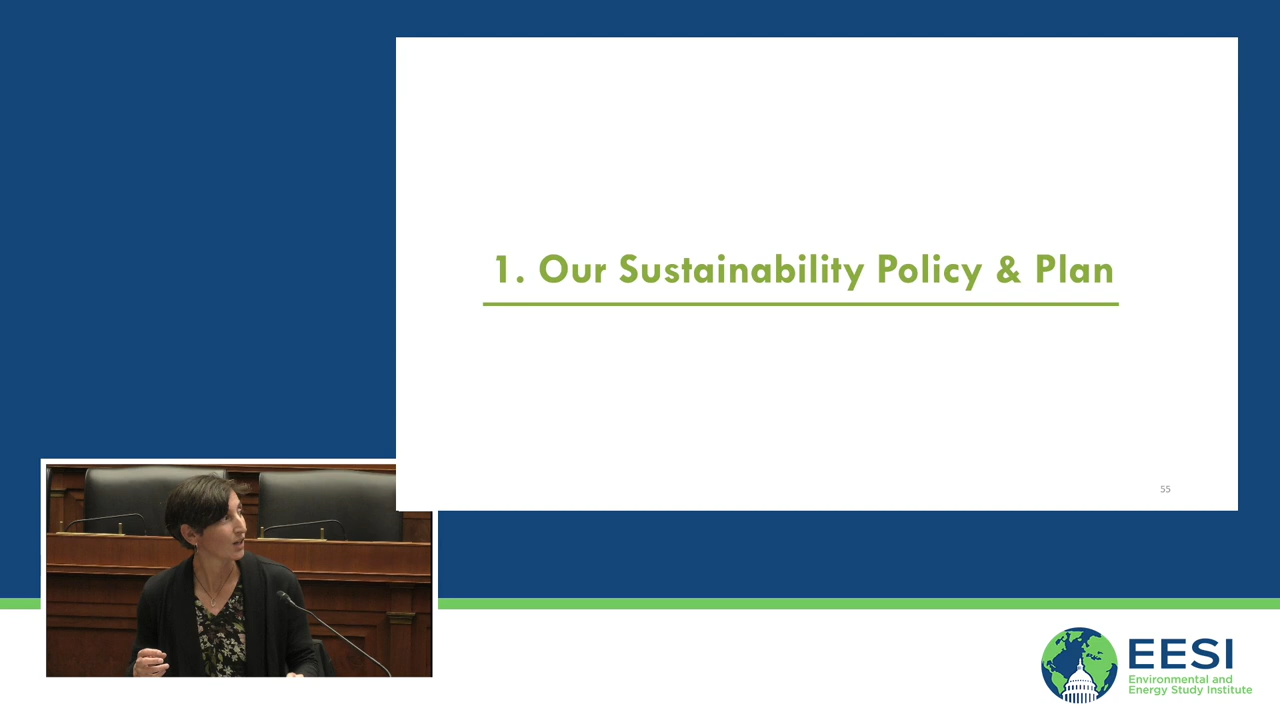 1. Our Sustainability Policy & Plan
55
EESI
Environmental and
Energy Study Institute